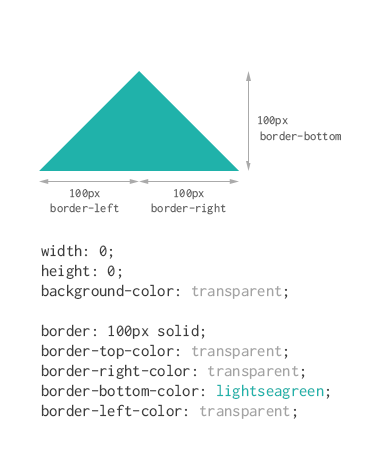 100px
border-bottom
100px 100px
border-left border-right
width: 0;
height: 0;
background-color: transparent;
border: 100px solid;
border-top-color: transparent;
border-right-color: transparent;
border-bottom-color: lightseagreen;
border-left-color: transparent;